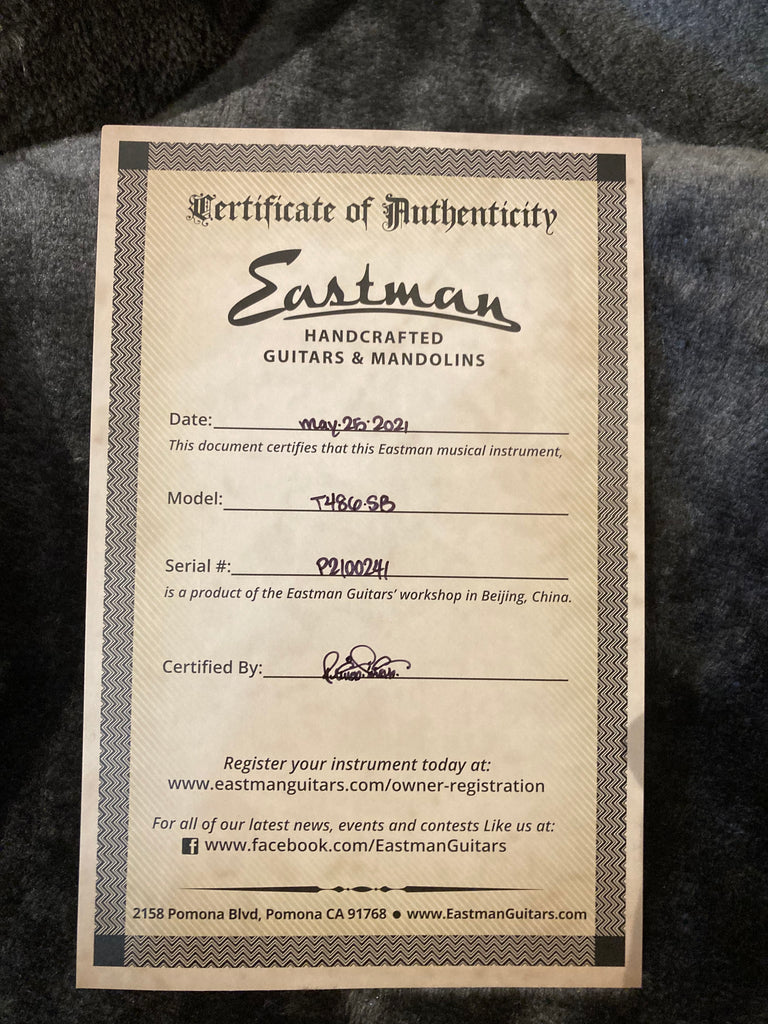 Certificate of Authenticity
Eastman
HANDCRAFTED
GUITARS & MANDOLINS
Date: may·25·2021
This document certifies that this Eastman musical instrument,
Model: T486·SB
Serial #: P2100241
is a product of the Eastman Guitars' workshop in Beijing, China.
Certified By:
Register your instrument today at:
www.eastmanguitars.com/owner-registration
For all of our latest news, events and contests Like us at:
f www.facebook.com/EastmanGuitars
2158 Pomona Blvd, Pomona CA 91768 ● www.EastmanGuitars.com